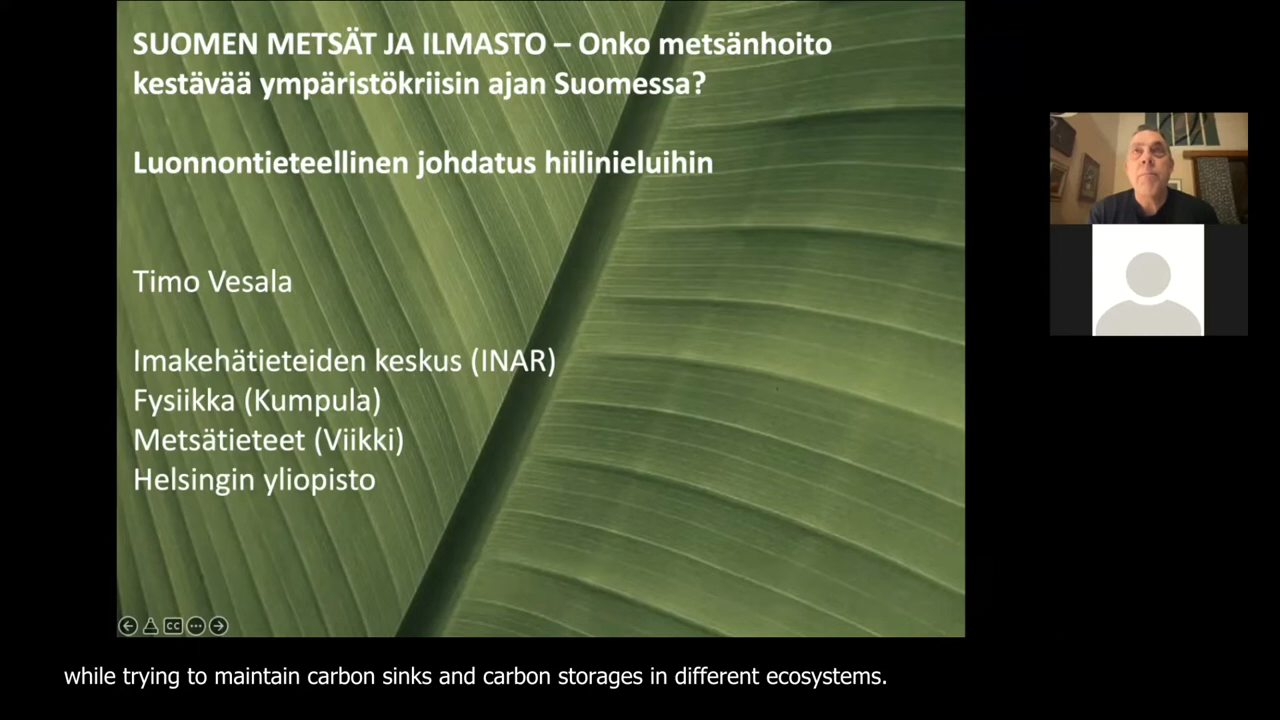 SUOMEN METSÄT JA ILMASTO – Onko metsänhoito
kestävää ympäristökriisin ajan Suomessa?
Luonnontieteellinen johdatus hiilinieluihin
Timo Vesala
Imakehätieteiden keskus (INAR)
Fysiikka (Kumpula)
Metsätieteet (Viikki)
Helsingin yliopisto
CC
while trying to maintain carbon sinks and carbon storages in different ecosystems.